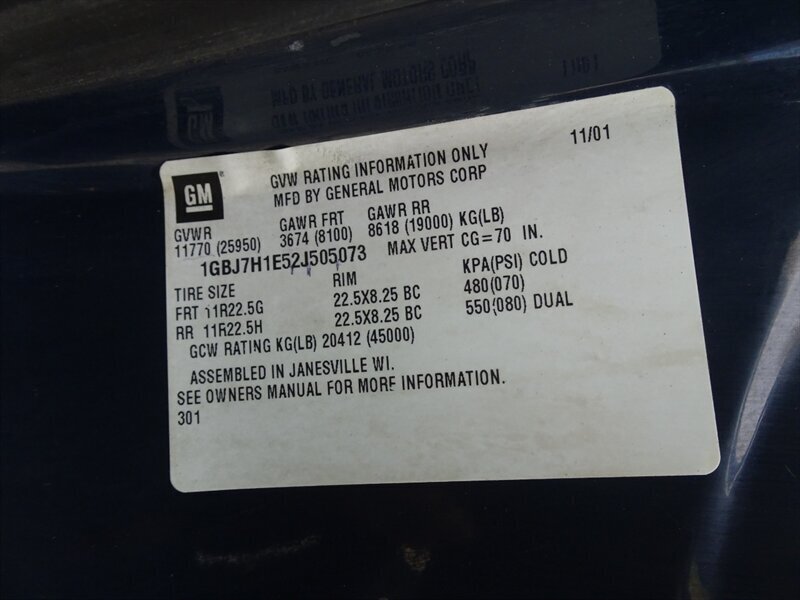 11/01
GM ®
GVW RATING INFORMATION ONLY
MFD BY GENERAL MOTORS CORP
GVWR GAWR FRT GAWR RR
11770 (25950) 3674 (8100) 8618 (19000) KG(LB)
1GBJ7H1E52J505073 MAX VERT CG=70 IN.
TIRE SIZE RIM KPA(PSI) COLD
FRT 11R22.5G 22.5X8.25 BC 480(070)
RR 11R22.5H 22.5X8.25 BC 550(080) DUAL
GCW RATING KG(LB) 20412 (45000)
ASSEMBLED IN JANESVILLE WI.
SEE OWNERS MANUAL FOR MORE INFORMATION.
301